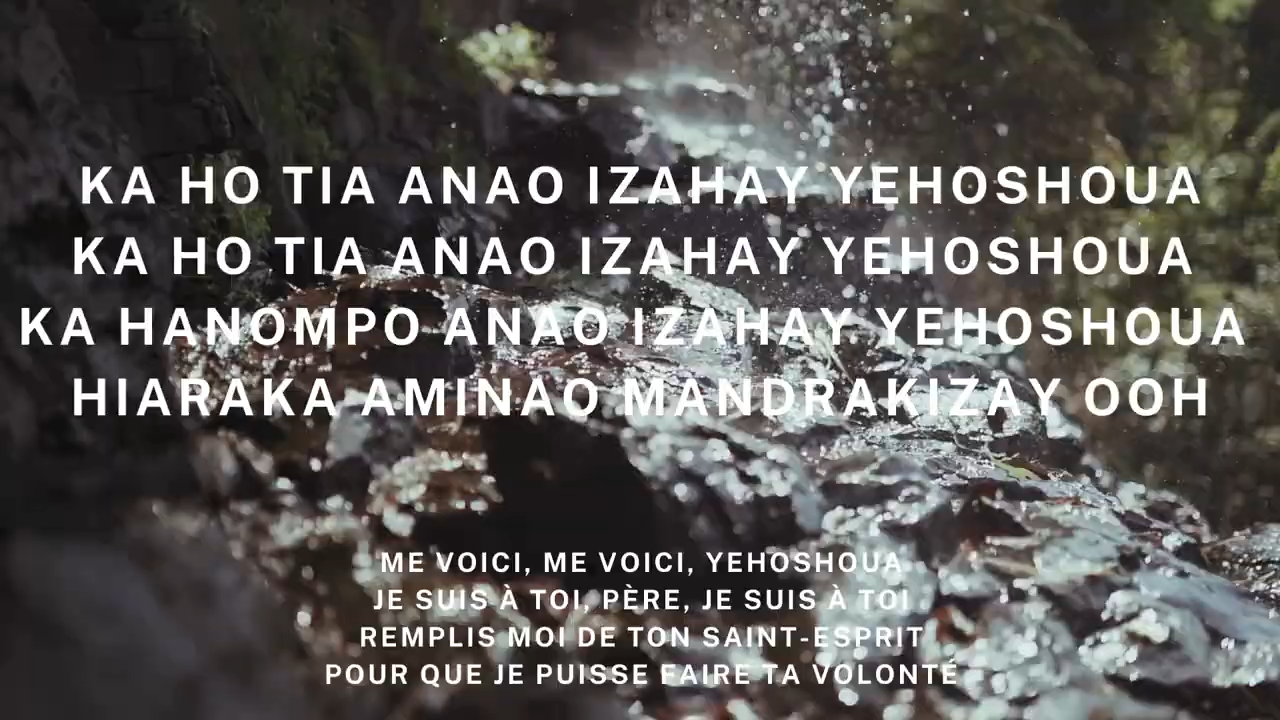 KA HO TIA ANAO IZAHAY YEHOSHOUA
KA HO TIA ANAO IZAHAY YEHOSHOUA
KA HANOMPO ANAO IZAHAY YEHOSHOUA
HIARAKA AMINAO MANDRAKIZAY OOH
ME VOICI, ME VOICI, YEHOSHOUA
JE SUIS À TOI, PÈRE, JE SUIS À TOI
REMPLIS MOI DE TON SAINT-ESPRIT
POUR QUE JE PUISSE FAIRE TA VOLONTÉ